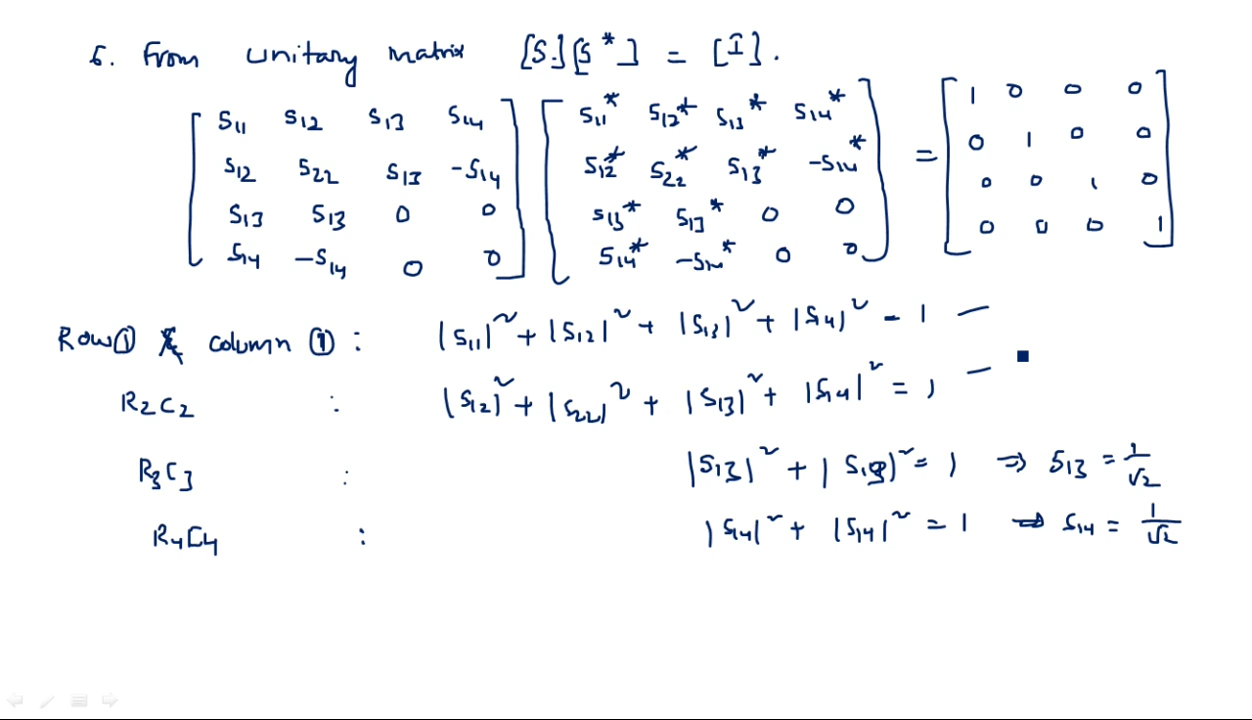 6. From unitary matrix [S][S*] = [I].
[ S11 S12 S13 S14 ] [ S11* S12* S13* S14* ] = [ 1 0 0 0 ]
[ S12 S22 S13 -S14 ] [ S12* S22* S13* -S14* ] [ 0 1 0 0 ]
[ S13 S13 0 0 ] [ S13* S13* 0 0 ] [ 0 0 1 0 ]
[ S14 -S14 0 0 ] [ S14* -S14* 0 0 ] [ 0 0 0 1 ]
Row ① & column ① : |S11|² + |S12|² + |S13|² + |S14|² = 1 —
R2C2 : |S12|² + |S22|² + |S13|² + |S14|² = 1 —
R3C3 : |S13|² + |S13|² = 1 ⇒ S13 = 1/√2
R4C4 : |S14|² + |S14|² = 1 ⇒ S14 = 1/√2